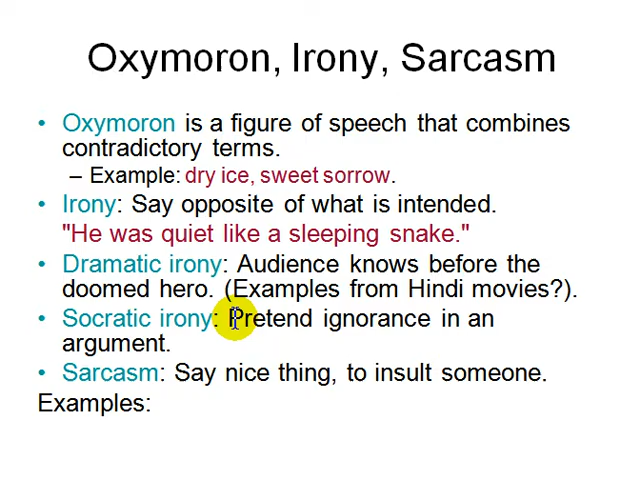 Oxymoron, Irony, Sarcasm
• Oxymoron is a figure of speech that combines
contradictory terms.
– Example: dry ice, sweet sorrow.
• Irony: Say opposite of what is intended.
"He was quiet like a sleeping snake."
• Dramatic irony: Audience knows before the
doomed hero. (Examples from Hindi movies?).
• Socratic irony: Pretend ignorance in an
argument.
• Sarcasm: Say nice thing, to insult someone.
Examples: